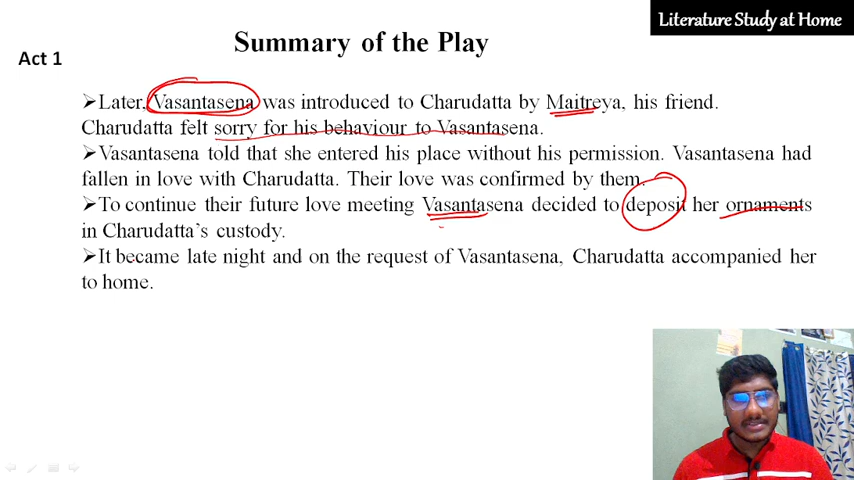 Literature Study at Home
Summary of the Play
Act 1
➢Later, Vasantasena was introduced to Charudatta by Maitreya, his friend.
Charudatta felt sorry for his behaviour to Vasantasena.
➢Vasantasena told that she entered his place without his permission. Vasantasena had
fallen in love with Charudatta. Their love was confirmed by them.
➢To continue their future love meeting Vasantasena decided to deposit her ornaments
in Charudatta’s custody.
➢It became late night and on the request of Vasantasena, Charudatta accompanied her
to home.